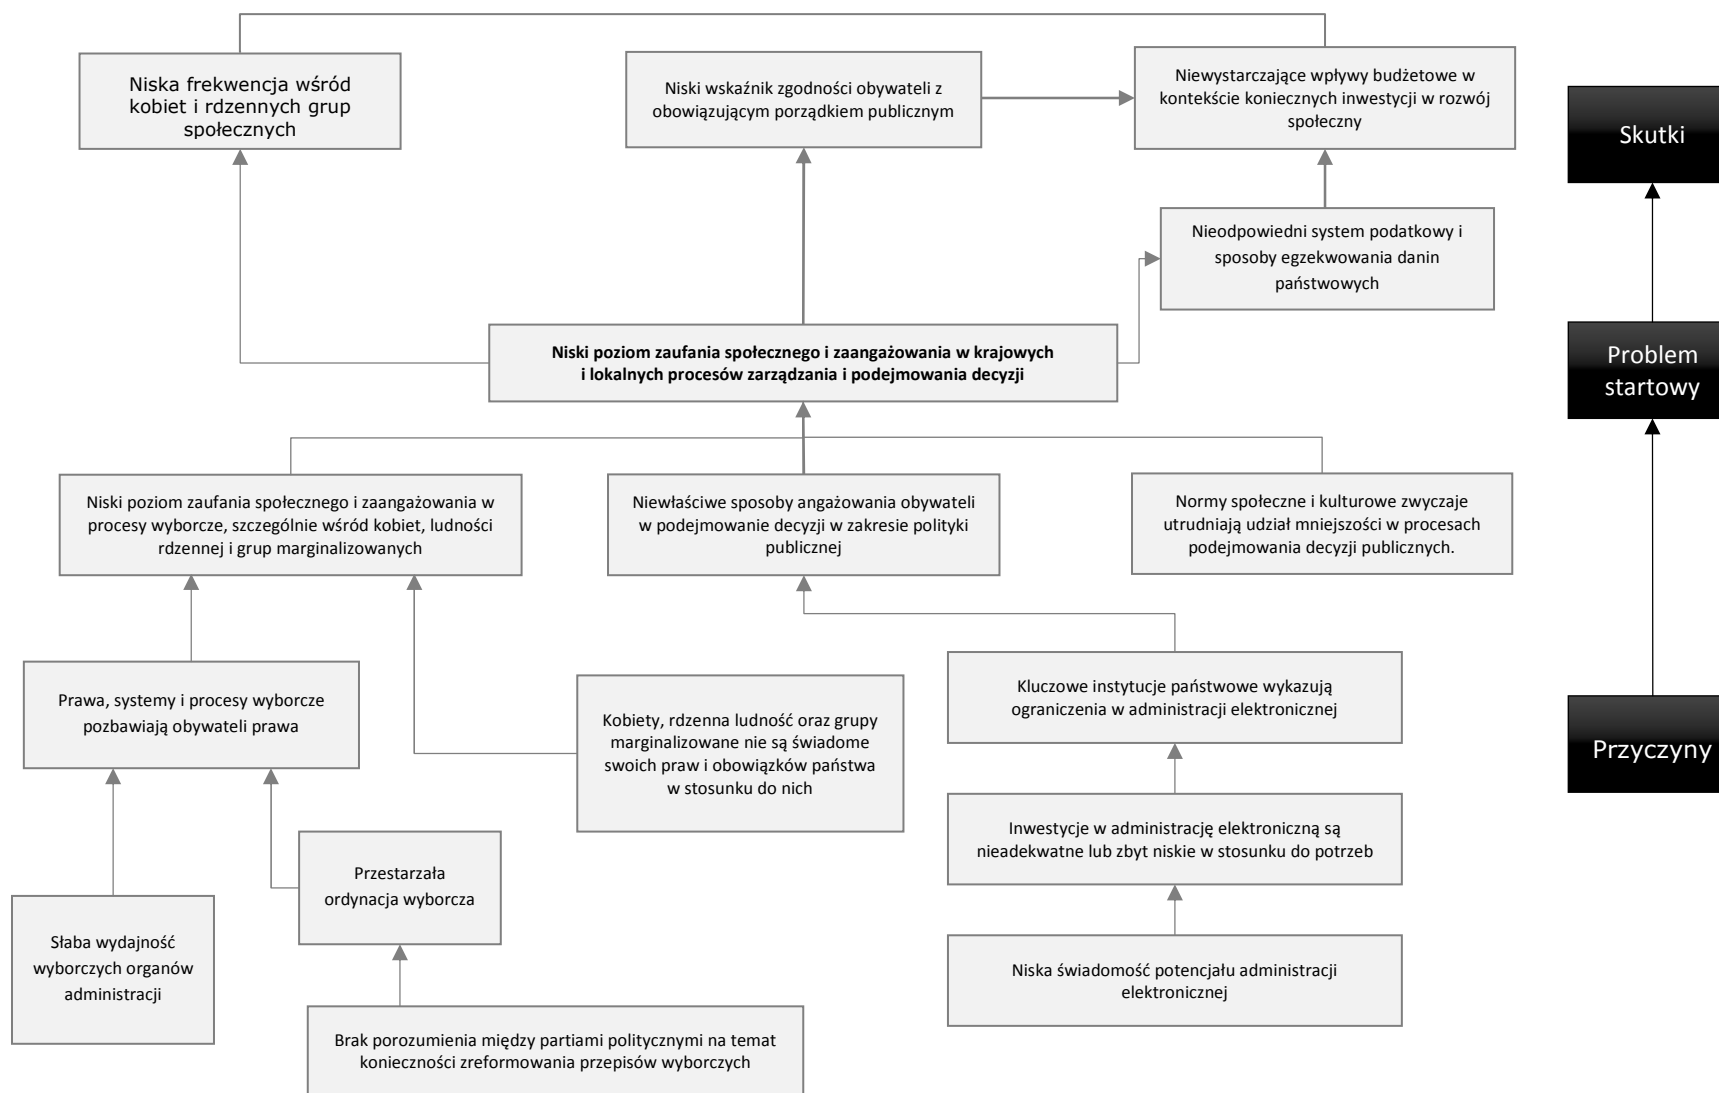 Niska frekwencja wśród
kobiet i rdzennych grup
społecznych
Niski wskaźnik zgodności obywateli z
obowiązującym porządkiem publicznym
Niewystarczające wpływy budżetowe w
kontekście koniecznych inwestycji w rozwój
społeczny
Skutki
Nieodpowiedni system podatkowy i
sposoby egzekwowania danin
państwowych
Niski poziom zaufania społecznego i zaangażowania w krajowych
i lokalnych procesów zarządzania i podejmowania decyzji
Problem
startowy
Niski poziom zaufania społecznego i zaangażowania w
procesy wyborcze, szczególnie wśród kobiet, ludności
rdzennej i grup marginalizowanych
Niewłaściwe sposoby angażowania obywateli
w podejmowanie decyzji w zakresie polityki
publicznej
Normy społeczne i kulturowe zwyczaje
utrudniają udział mniejszości w procesach
podejmowania decyzji publicznych.
Prawa, systemy i procesy wyborcze
pozbawiają obywateli prawa
Kobiety, rdzenna ludność oraz grupy
marginalizowane nie są świadome
swoich praw i obowiązków państwa
w stosunku do nich
Kluczowe instytucje państwowe wykazują
ograniczenia w administracji elektronicznej
Przyczyny
Inwestycje w administrację elektroniczną są
nieadekwatne lub zbyt niskie w stosunku do potrzeb
Przestarzała
ordynacja wyborcza
Słaba wydajność
wyborczych organów
administracji
Niska świadomość potencjału administracji
elektronicznej
Brak porozumienia między partiami politycznymi na temat
konieczności zreformowania przepisów wyborczych